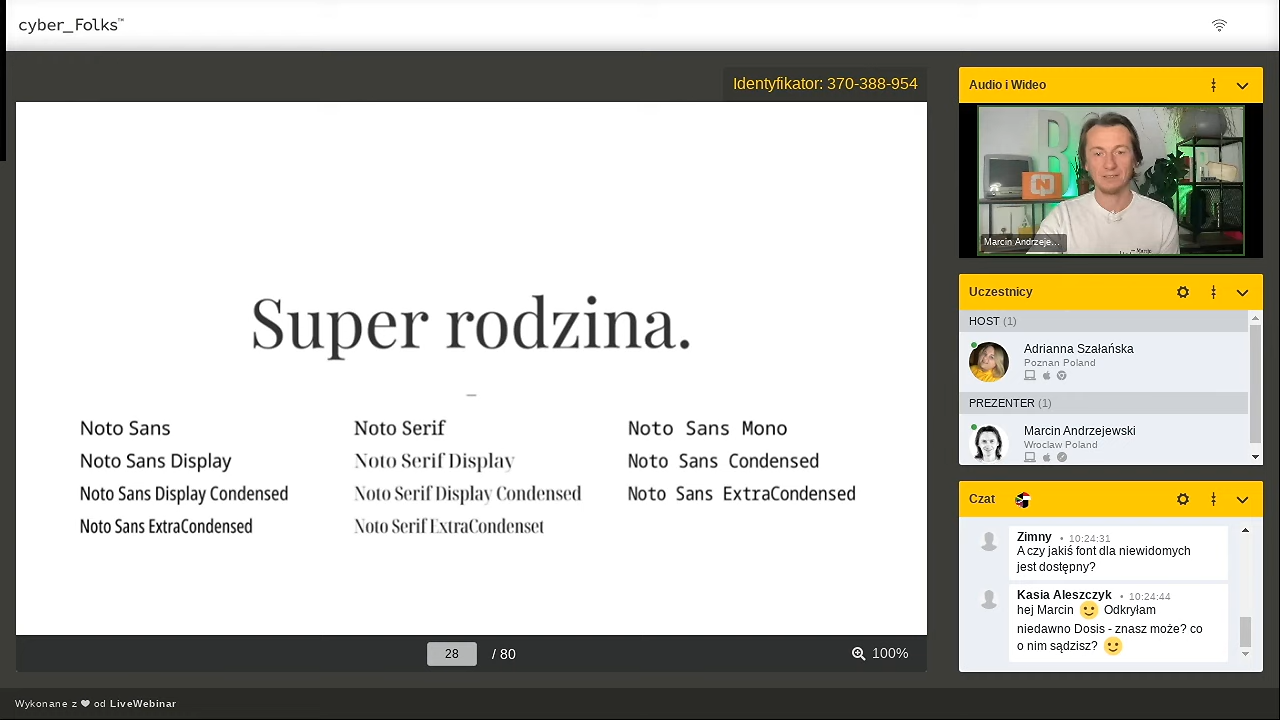 cyber_Folks™
Identyfikator: 370-388-954
Super rodzina.
Noto Sans
Noto Sans Display
Noto Sans Display Condensed
Noto Sans ExtraCondensed
Noto Serif
Noto Serif Display
Noto Serif Display Condensed
Noto Serif ExtraCondenset
Noto Sans Mono
Noto Sans Condensed
Noto Sans ExtraCondensed
28 / 80
100%
Audio i Wideo
Marcin Andrzeje...
Uczestnicy
HOST (1)
Adrianna Szałańska
Poznan Poland
PREZENTER (1)
Marcin Andrzejewski
Wroclaw Poland
Czat
Zimny • 10:24:31
A czy jakiś font dla niewidomych
jest dostępny?
Kasia Aleszczyk • 10:24:44
hej Marcin 🙂 Odkryłam
niedawno Dosis - znasz może? co
o nim sądzisz? 🙂
Wykonane z ♥ od LiveWebinar